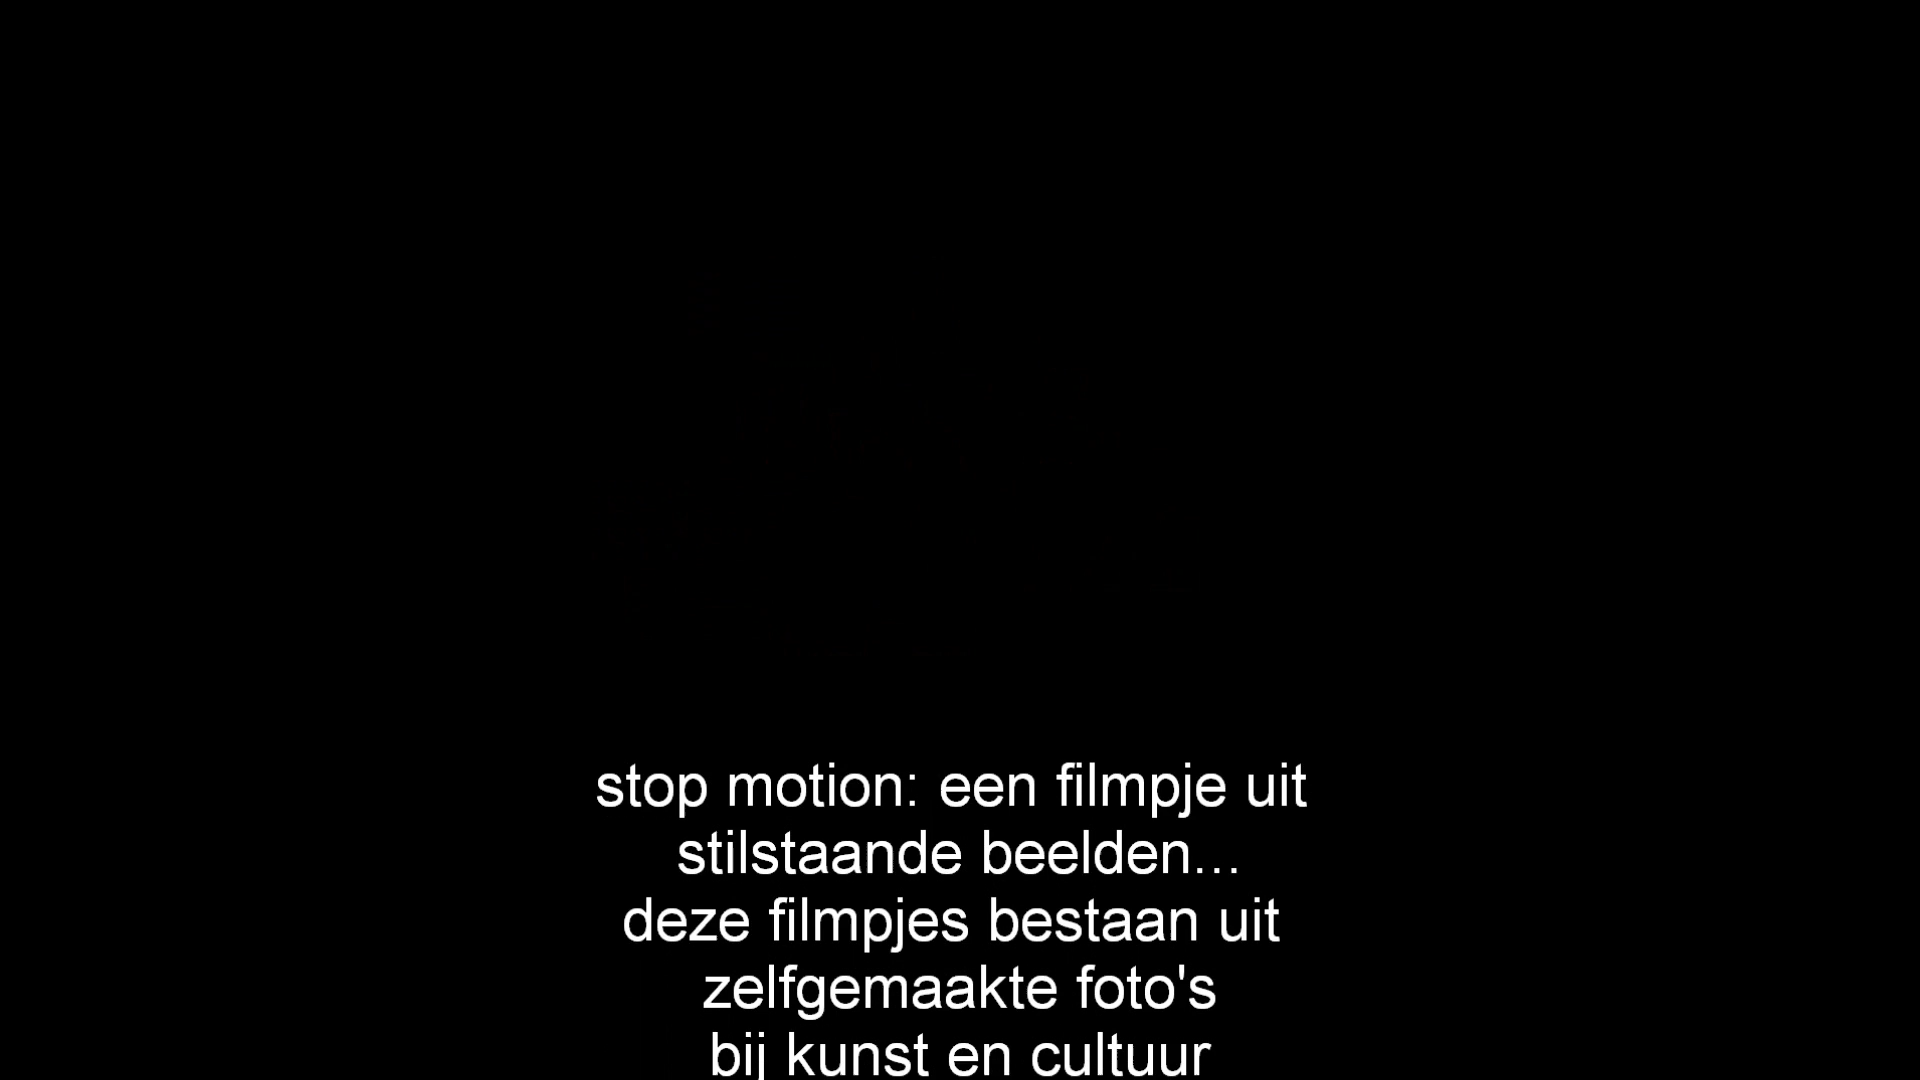 stop motion: een filmpje uit
stilstaande beelden...
deze filmpjes bestaan uit
zelfgemaakte foto's
bij kunst en cultuur